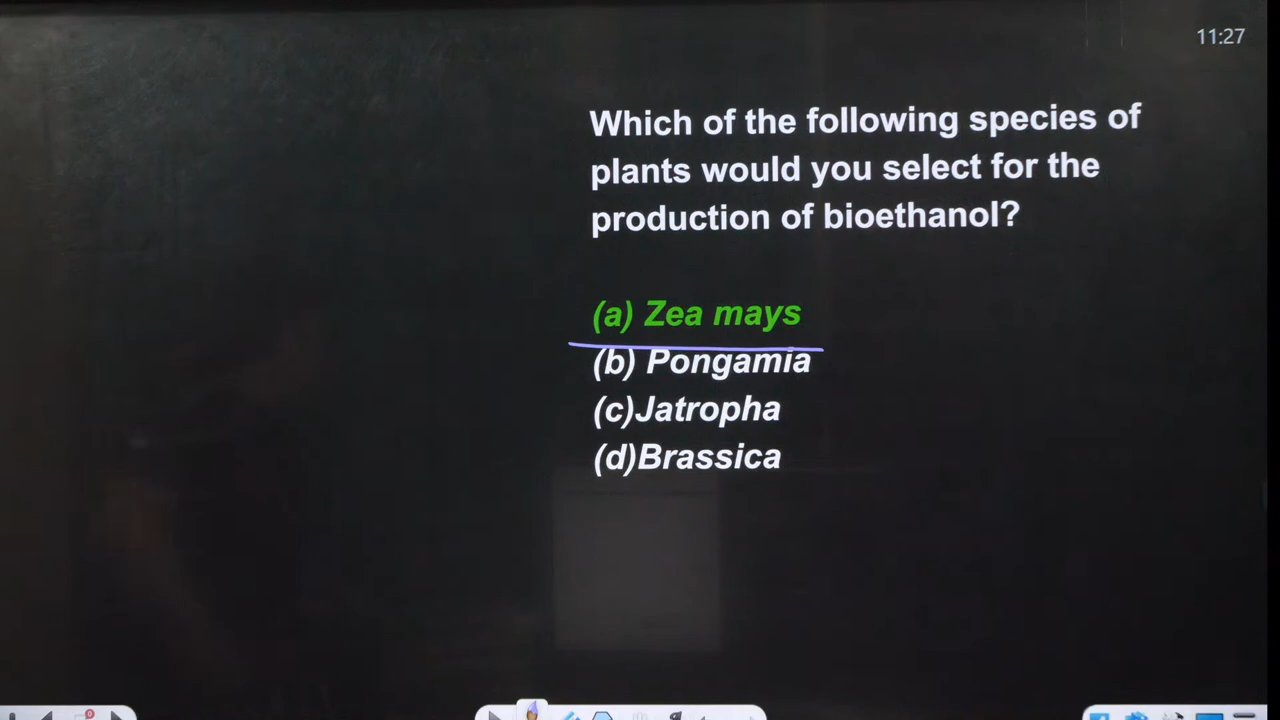 11:27
Which of the following species of
plants would you select for the
production of bioethanol?
(a) Zea mays
(b) Pongamia
(c)Jatropha
(d)Brassica